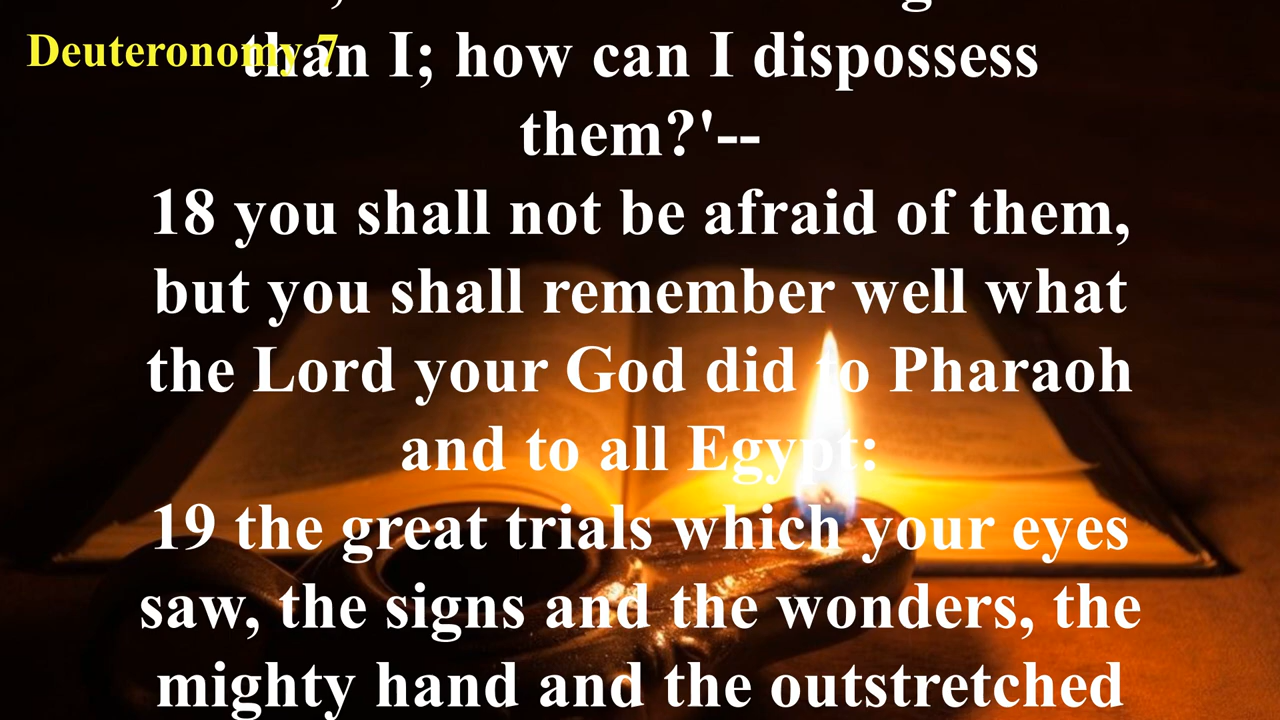 Deuteronomy 7
than I; how can I dispossess
them?'--
18 you shall not be afraid of them,
but you shall remember well what
the Lord your God did to Pharaoh
and to all Egypt:
19 the great trials which your eyes
saw, the signs and the wonders, the
mighty hand and the outstretched